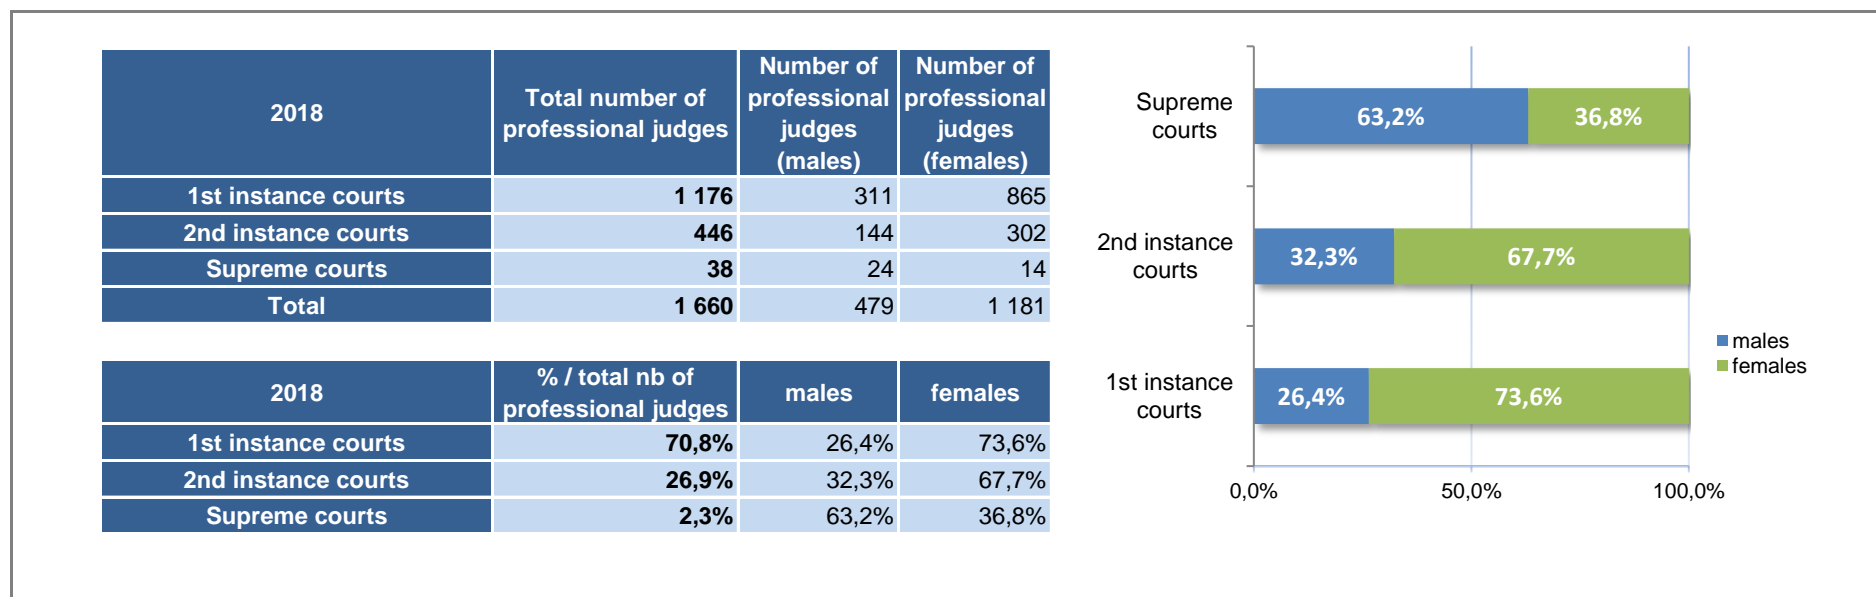 2018
Total number of
professional judges
Number of
professional
judges
(males)
Number of
professional
judges
(females)
1st instance courts 1 176 311 865
2nd instance courts 446 144 302
Supreme courts 38 24 14
Total 1 660 479 1 181
2018
% / total nb of
professional judges
males
females
1st instance courts 70,8% 26,4% 73,6%
2nd instance courts 26,9% 32,3% 67,7%
Supreme courts 2,3% 63,2% 36,8%
Supreme
courts
63,2% 36,8%
2nd instance
courts
32,3% 67,7%
1st instance
courts
26,4% 73,6%
0,0% 50,0% 100,0%
males
females